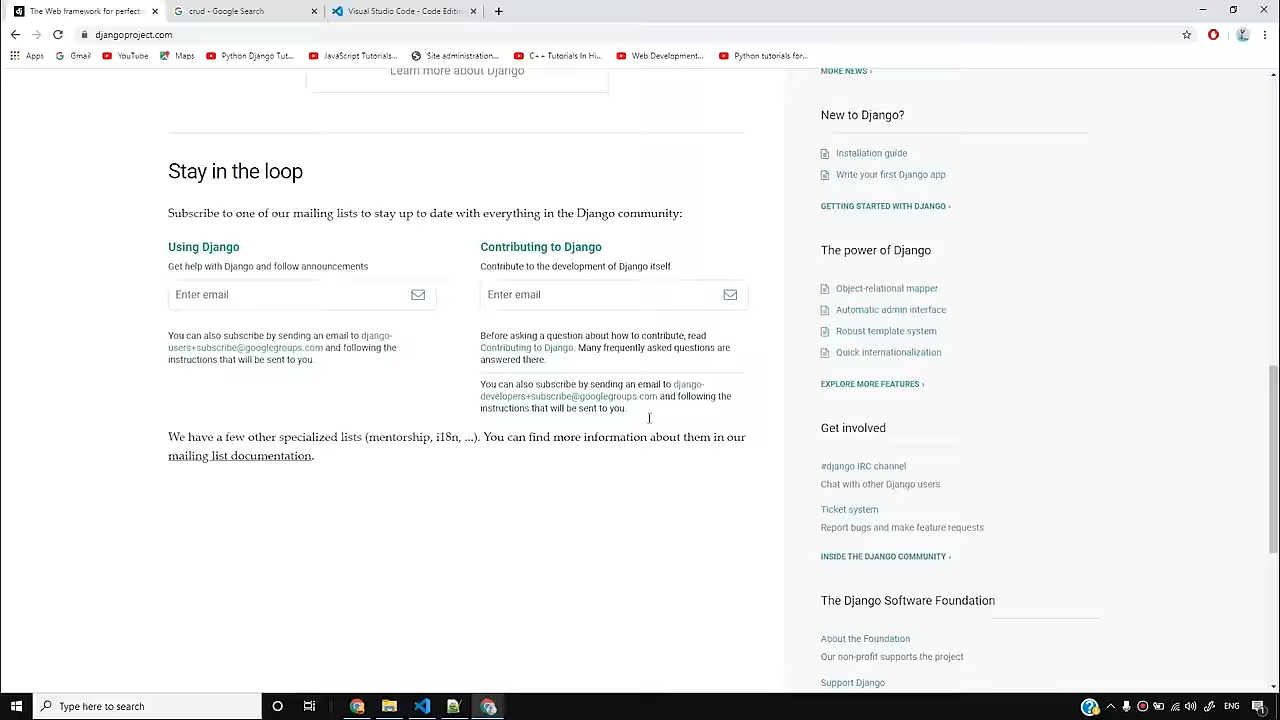 The Web framework for perfec
crud - Google Search
Visual Studio Code - Code Editin
djangoproject.com
Apps
Gmail
YouTube
Maps
Python Django Tut...
JavaScript Tutorials...
Site administration...
C++ Tutorials In Hi...
Web Development...
Python tutorials for...
Learn more about Django
Stay in the loop
Subscribe to one of our mailing lists to stay up to date with everything in the Django community:
Using Django
Get help with Django and follow announcements
Enter email
You can also subscribe by sending an email to django-
users+subscribe@googlegroups.com and following the
instructions that will be sent to you.
Contributing to Django
Contribute to the development of Django itself
Enter email
Before asking a question about how to contribute, read
Contributing to Django. Many frequently asked questions are
answered there.
You can also subscribe by sending an email to django-
developers+subscribe@googlegroups.com and following the
instructions that will be sent to you.
We have a few other specialized lists (mentorship, i18n, ...). You can find more information about them in our
mailing list documentation.
MORE NEWS ›
New to Django?
Installation guide
Write your first Django app
GETTING STARTED WITH DJANGO ›
The power of Django
Object-relational mapper
Automatic admin interface
Robust template system
Quick internationalization
EXPLORE MORE FEATURES ›
Get involved
#django IRC channel
Chat with other Django users
Ticket system
Report bugs and make feature requests
INSIDE THE DJANGO COMMUNITY ›
The Django Software Foundation
About the Foundation
Our non-profit supports the project
Support Django
Type here to search
ENG